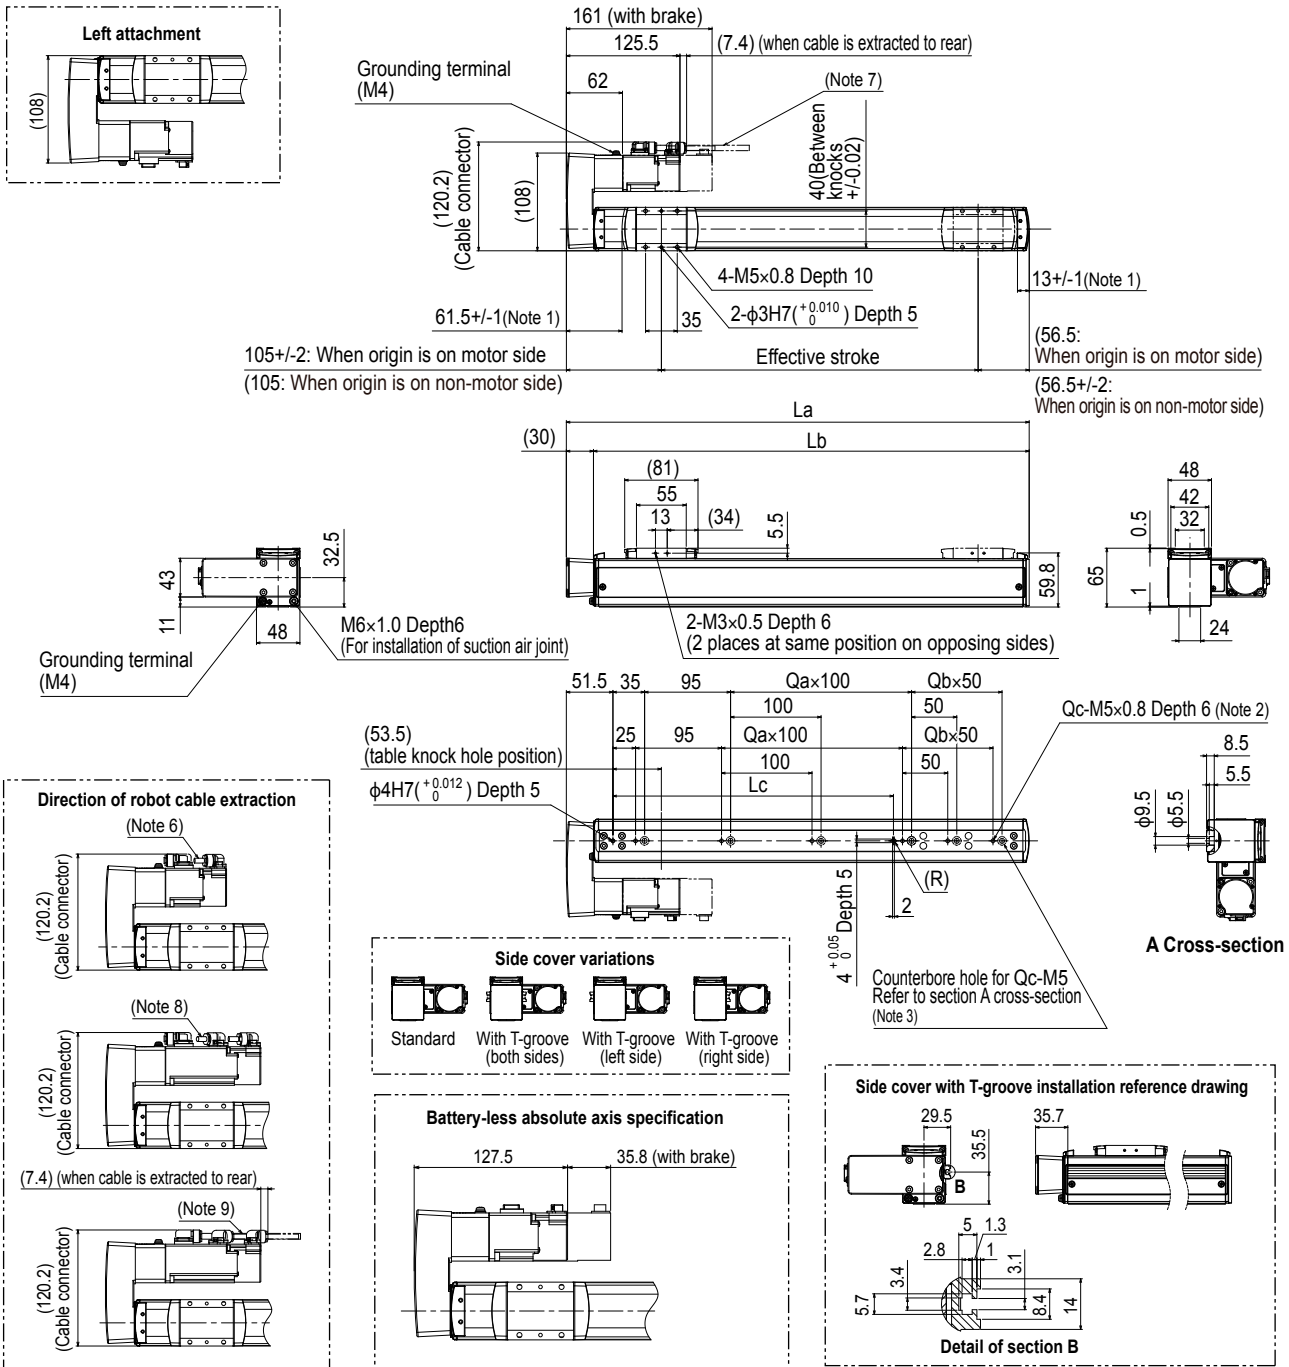 Left attachment
(108)
161 (with brake)
125.5
(7.4) (when cable is extracted to rear)
Grounding terminal
(M4)
62
(Note 7)
(120.2)
(Cable connector)
(108)
40(Between
knocks
+/-0.02)
4-M5×0.8 Depth 10
13+/-1(Note 1)
61.5+/-1(Note 1)
35
2-ϕ3H7(+0.010 0) Depth 5
105+/-2: When origin is on motor side
(105: When origin is on non-motor side)
Effective stroke
(56.5:
When origin is on motor side)
(56.5+/-2:
When origin is on non-motor side)
La
(30)
Lb
(81)
55
13
(34)
5.5
59.8
48
42
32
0.5
65
1
24
32.5
43
11
48
M6×1.0 Depth6
(For installation of suction air joint)
Grounding terminal
(M4)
2-M3×0.5 Depth 6
(2 places at same position on opposing sides)
51.5
35
95
Qa×100
Qb×50
100
50
Qc-M5×0.8 Depth 6 (Note 2)
(53.5)
(table knock hole position)
25
95
Qa×100
Qb×50
100
50
Lc
ϕ4H7(+0.012 0) Depth 5
8.5
5.5
ϕ9.5
ϕ5.5
A Cross-section
4 +0.05 0 Depth 5
(R)
2
Counterbore hole for Qc-M5
Refer to section A cross-section
(Note 3)
Direction of robot cable extraction
(Note 6)
(120.2)
(Cable connector)
(Note 8)
(120.2)
(Cable connector)
(7.4) (when cable is extracted to rear)
(Note 9)
(120.2)
(Cable connector)
Side cover variations
Standard
With T-groove
(both sides)
With T-groove
(left side)
With T-groove
(right side)
Battery-less absolute axis specification
127.5
35.8 (with brake)
Side cover with T-groove installation reference drawing
29.5
35.5
35.7
B
5
1.3
2.8
1
3.4
3.1
5.7
8.4
14
Detail of section B